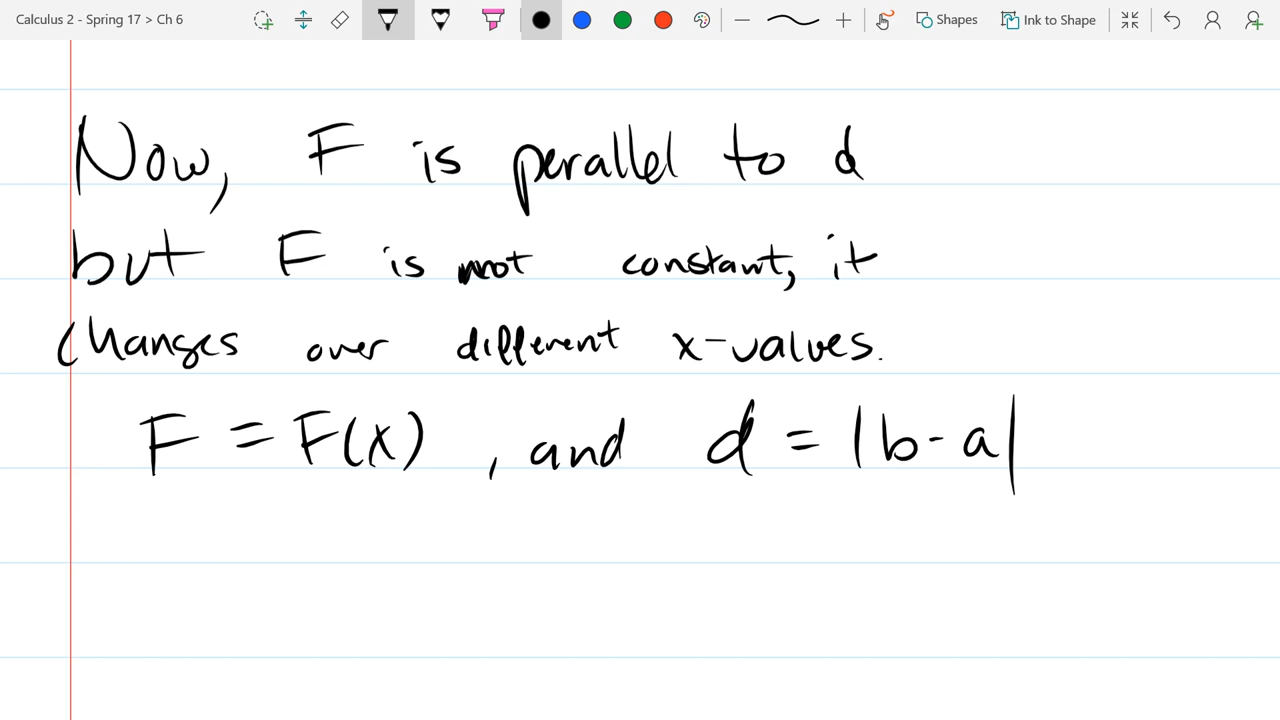 Calculus 2 - Spring 17 > Ch 6
Shapes
Ink to Shape
Now, F is perallel to d
but F is not constant, it
changes over different x-values.
F = F(x) , and d = |b - a|